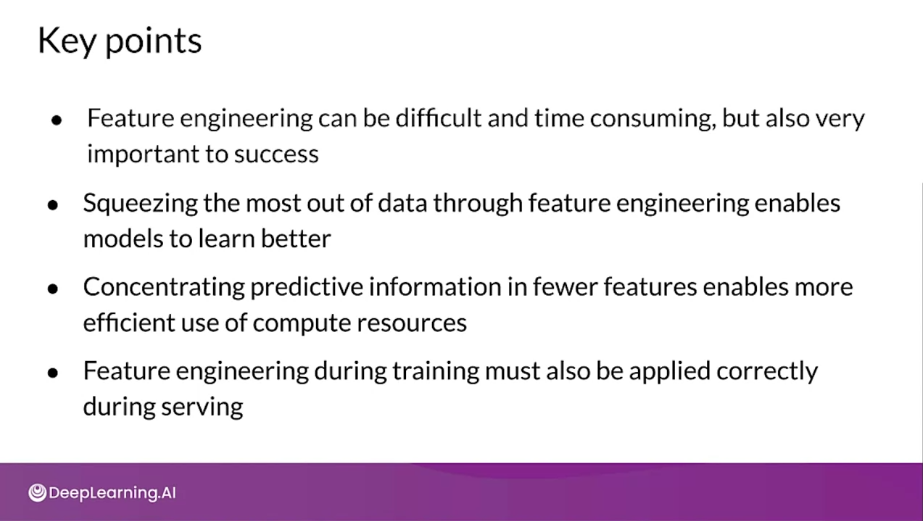 Key points
● Feature engineering can be difficult and time consuming, but also very
important to success
● Squeezing the most out of data through feature engineering enables
models to learn better
● Concentrating predictive information in fewer features enables more
efficient use of compute resources
● Feature engineering during training must also be applied correctly
during serving
DeepLearning.AI